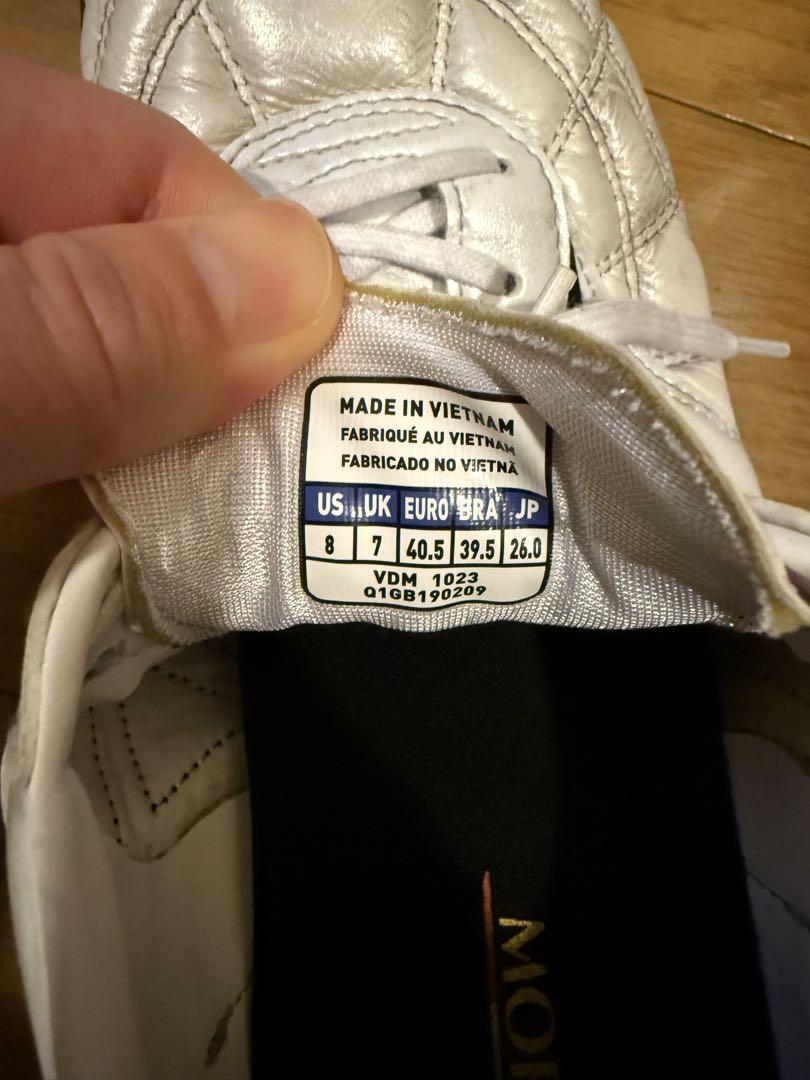 MADE IN VIETNAM
FABRIQUÉ AU VIETNAM
FABRICADO NO VIETNÃ
US UK EURO BRA JP
8 7 40.5 39.5 26.0
VDM 1023
Q1GB190209